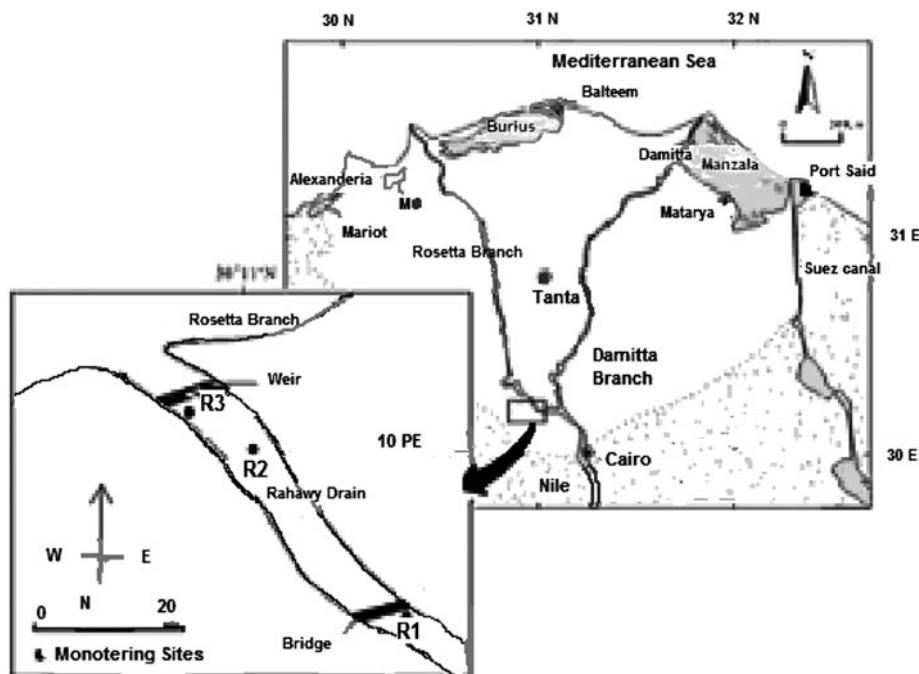 30 N
31 N
32 N
Mediterranean Sea
Balteem
Burlus
Damitta
Manzala
Port Said
Alexanderia
M
Matarya
Mariot
Rosetta Branch
31 E
Suez canal
Tanta
Rosetta Branch
Damitta
Branch
Weir
R3
10 PE
R2
Cairo
30 E
Rahawy Drain
Nile
W
E
N
0
20
R1
Bridge
Monotering Sites